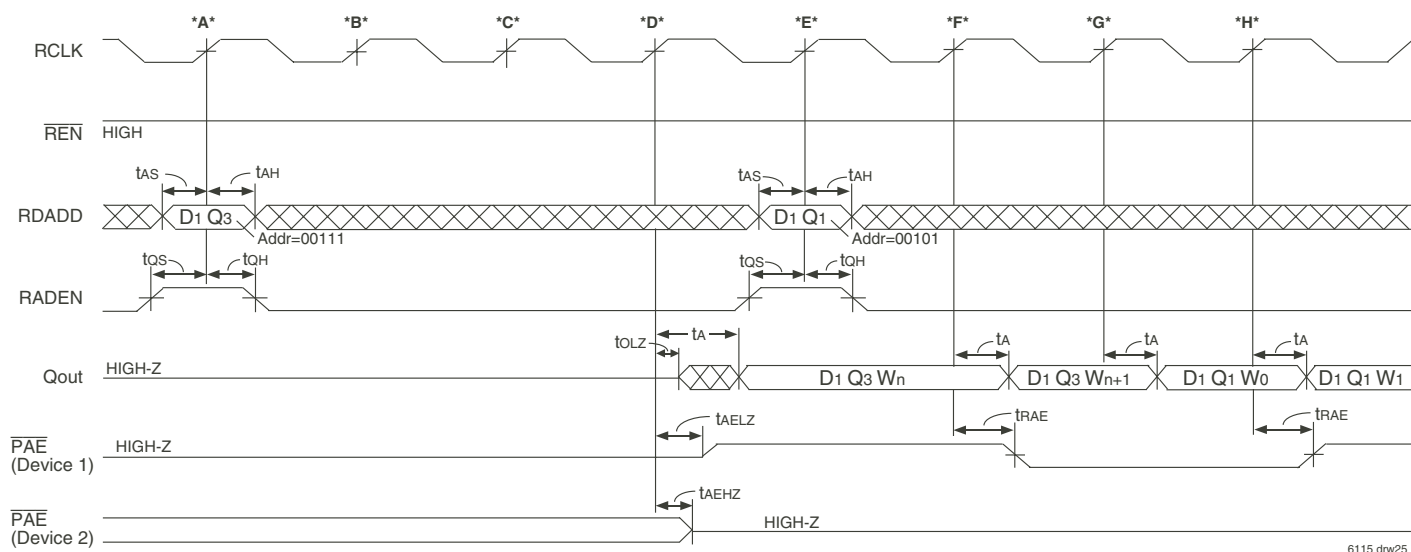 *A* *B* *C* *D* *E* *F* *G* *H*
RCLK
REN HIGH
tAS tAH tAS tAH
RDADD D1 Q3 D1 Q1
Addr=00111 Addr=00101
tQS tQH tQS tQH
RADEN
tOLZ tA tA tA tA
Qout HIGH-Z D1 Q3 Wn D1 Q3 Wn+1 D1 Q1 W0 D1 Q1 W1
tAELZ tRAE tRAE
PAE HIGH-Z
(Device 1)
tAEHZ
PAE HIGH-Z
(Device 2)
6115 drw25